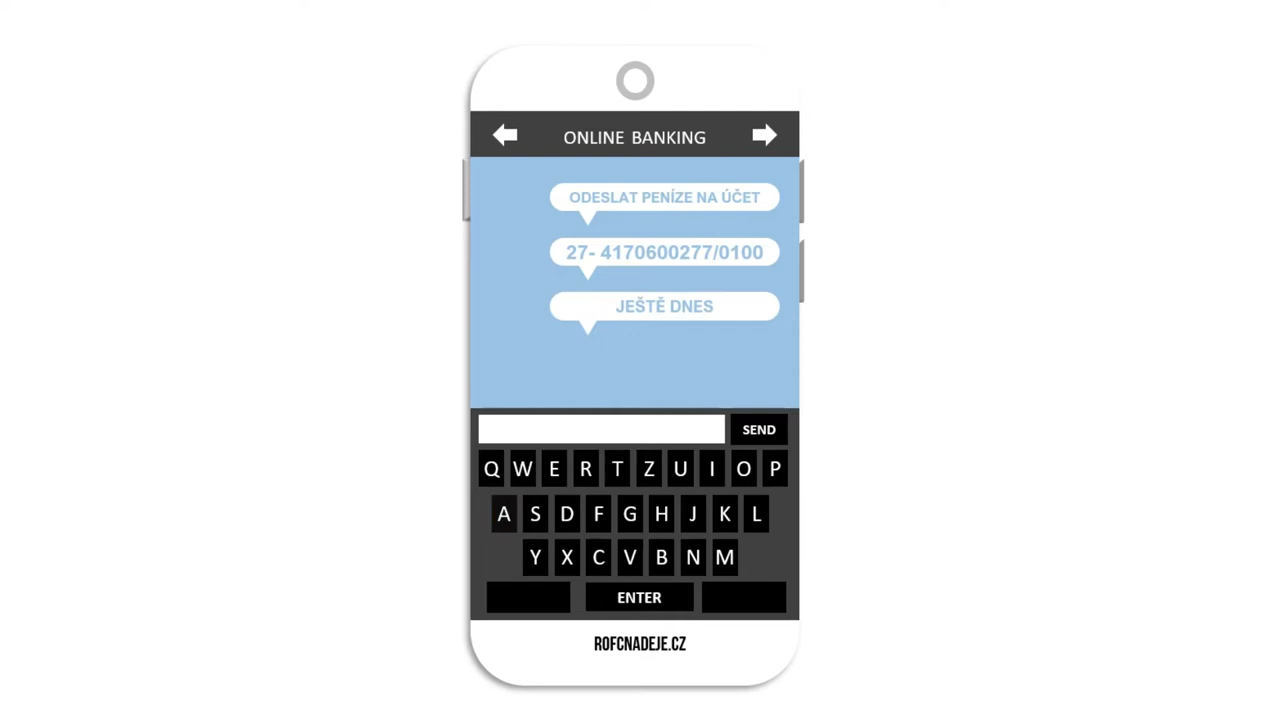 ONLINE BANKING
ODESLAT PENÍZE NA ÚČET
27- 4170600277/0100
JEŠTĚ DNES
SEND
Q W E R T Z U I O P
A S D F G H J K L
Y X C V B N M
ENTER
ROFCNADEJE.CZ